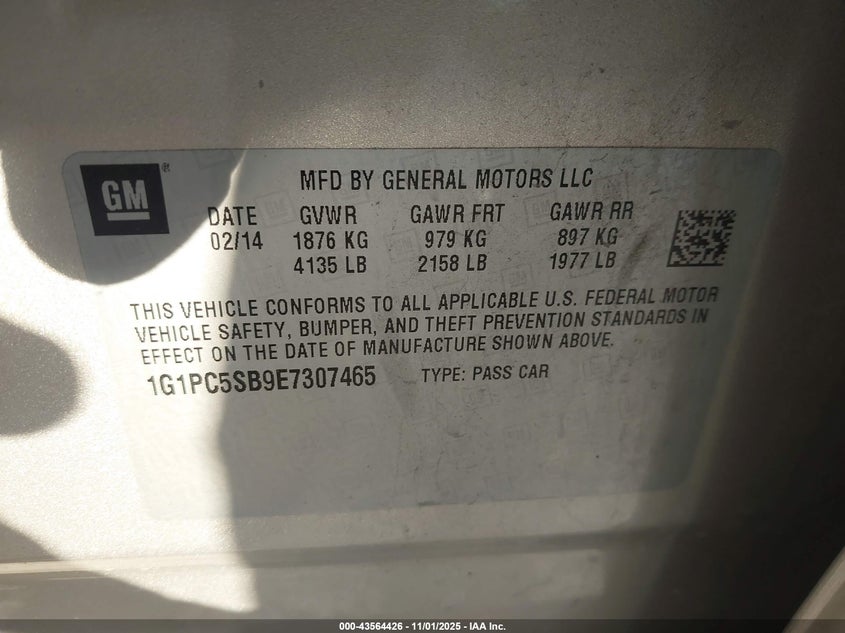 GM ®
MFD BY GENERAL MOTORS LLC
DATE GVWR GAWR FRT GAWR RR
02/14 1876 KG 979 KG 897 KG
4135 LB 2158 LB 1977 LB
THIS VEHICLE CONFORMS TO ALL APPLICABLE U.S. FEDERAL MOTOR
VEHICLE SAFETY, BUMPER, AND THEFT PREVENTION STANDARDS IN
EFFECT ON THE DATE OF MANUFACTURE SHOWN ABOVE.
1G1PC5SB9E7307465 TYPE: PASS CAR
000-43564426 - 11/01/2025 - IAA Inc.